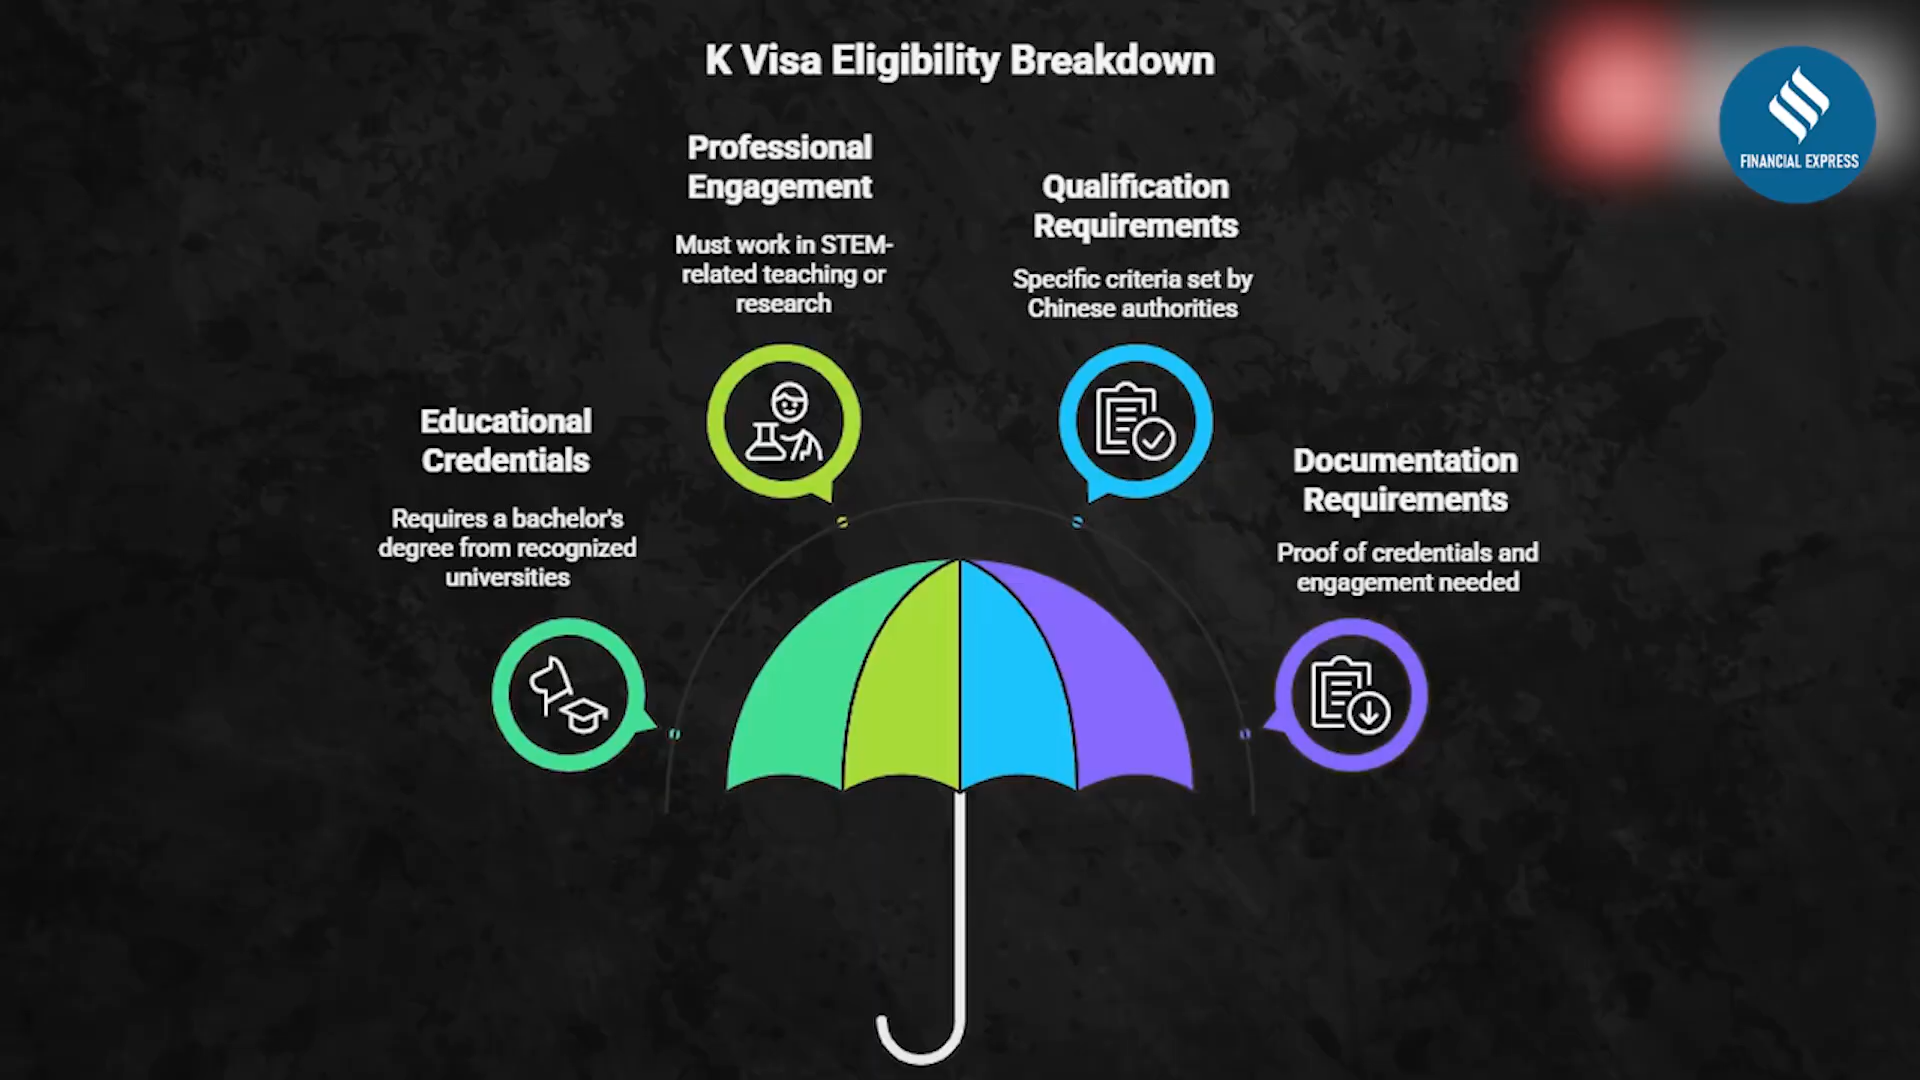 K Visa Eligibility Breakdown
FINANCIAL EXPRESS
Professional
Engagement
Must work in STEM-
related teaching or
research
Qualification
Requirements
Specific criteria set by
Chinese authorities
Educational
Credentials
Requires a bachelor's
degree from recognized
universities
Documentation
Requirements
Proof of credentials and
engagement needed